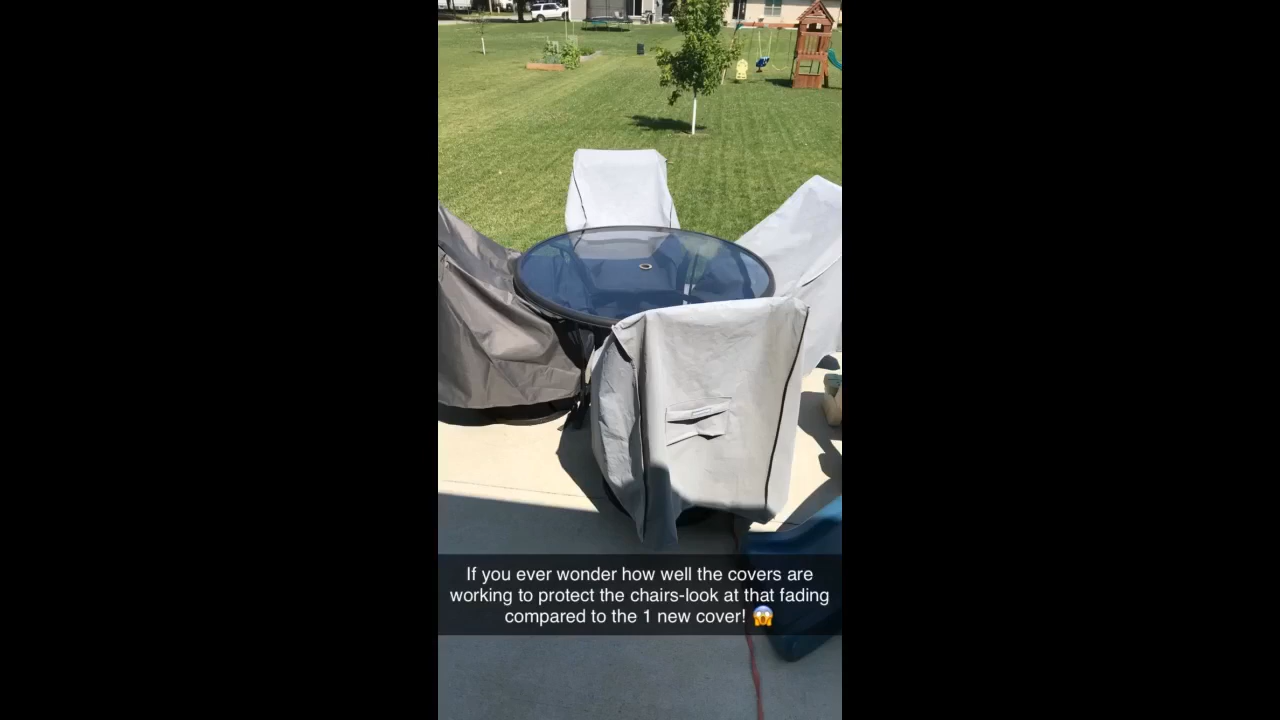 If you ever wonder how well the covers are
working to protect the chairs-look at that fading
compared to the 1 new cover! 😱